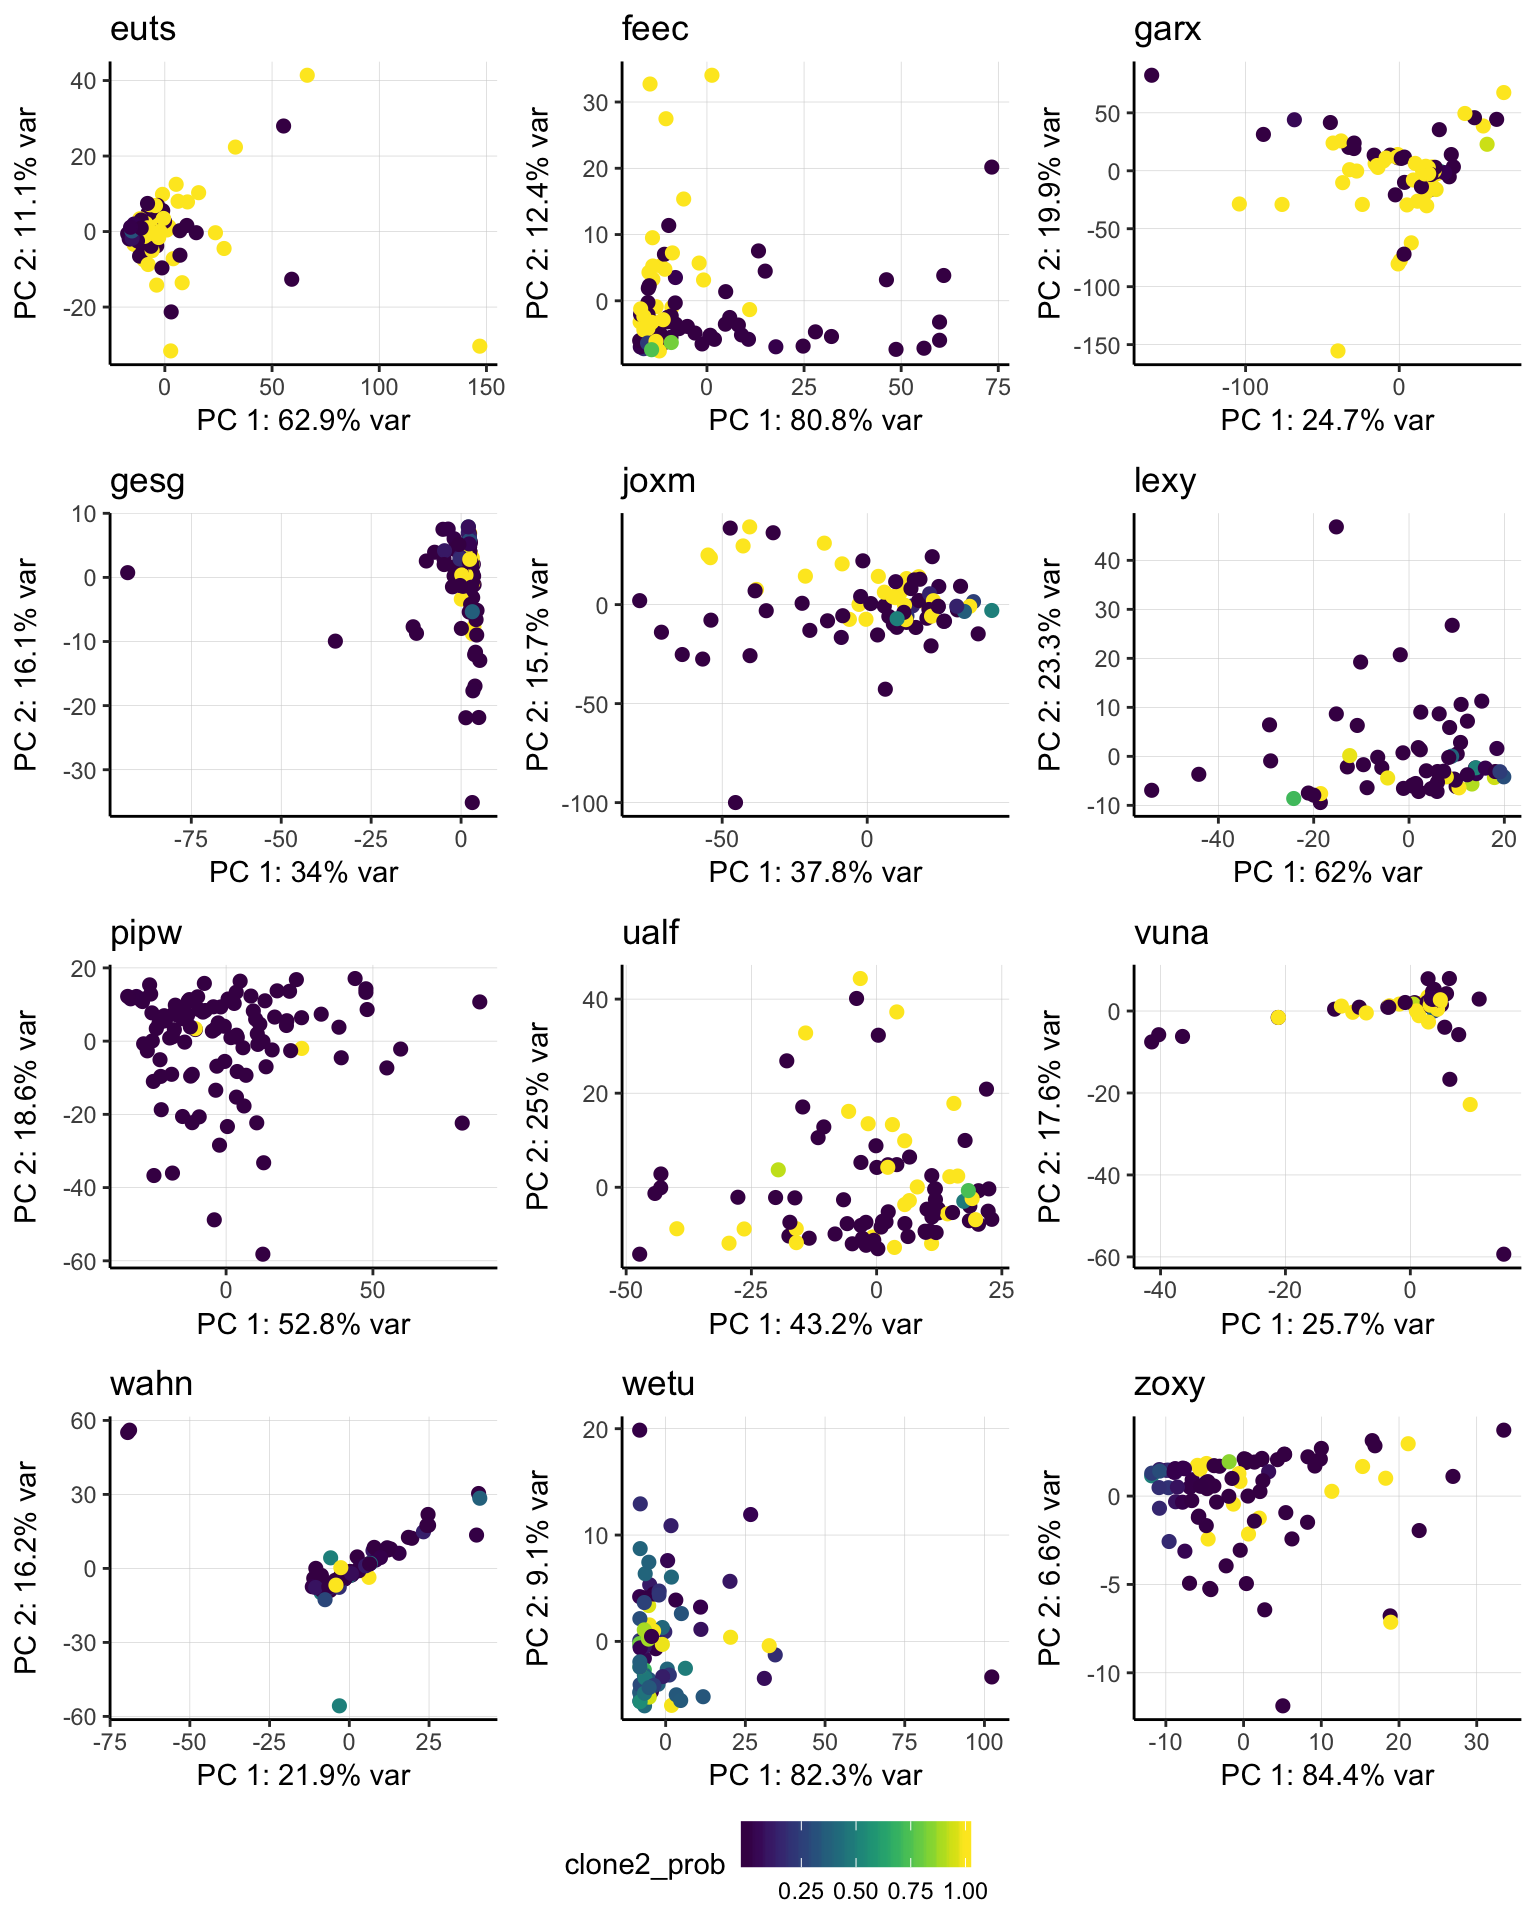 euts
feec
garx
40
20
0
-20
PC 2: 11.1% var
0
50
100
150
PC 1: 62.9% var
30
20
10
0
PC 2: 12.4% var
0
25
50
75
PC 1: 80.8% var
50
0
-50
-100
-150
PC 2: 19.9% var
-100
0
PC 1: 24.7% var
gesg
joxm
lexy
10
0
-10
-20
-30
PC 2: 16.1% var
-75
-50
-25
0
PC 1: 34% var
0
-50
-100
PC 2: 15.7% var
-50
0
PC 1: 37.8% var
40
30
20
10
0
-10
PC 2: 23.3% var
-40
-20
0
20
PC 1: 62% var
pipw
ualf
vuna
20
0
-20
-40
-60
PC 2: 18.6% var
0
50
PC 1: 52.8% var
40
20
0
PC 2: 25% var
-50
-25
0
25
PC 1: 43.2% var
0
-20
-40
-60
PC 2: 17.6% var
-40
-20
0
PC 1: 25.7% var
wahn
wetu
zoxy
60
30
0
-30
-60
PC 2: 16.2% var
-75
-50
-25
0
25
PC 1: 21.9% var
20
10
0
PC 2: 9.1% var
0
25
50
75
100
PC 1: 82.3% var
0
-5
-10
PC 2: 6.6% var
-10
0
10
20
30
PC 1: 84.4% var
clone2_prob
0.25 0.50 0.75 1.00